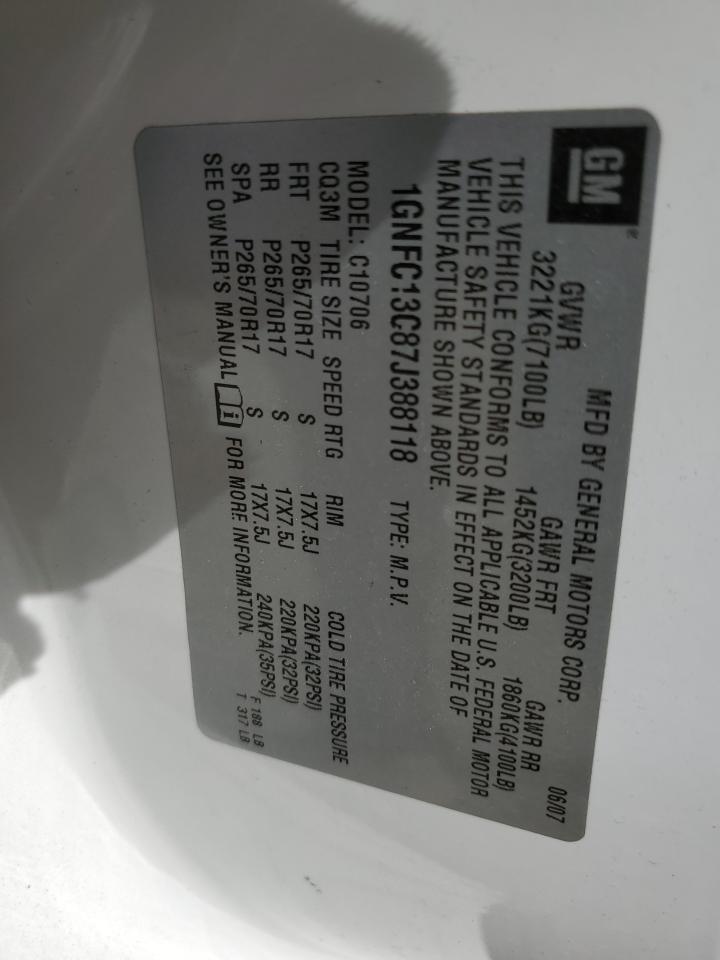 GM
MFD BY GENERAL MOTORS CORP. 06/07
GVWR GAWR FRT GAWR RR
3221KG(7100LB) 1452KG(3200LB) 1860KG(4100LB)
THIS VEHICLE CONFORMS TO ALL APPLICABLE U.S. FEDERAL MOTOR
VEHICLE SAFETY STANDARDS IN EFFECT ON THE DATE OF
MANUFACTURE SHOWN ABOVE.
1GNFC13C87J388118 TYPE: M.P.V.
MODEL: C10706
CQ3M TIRE SIZE SPEED RTG RIM COLD TIRE PRESSURE
FRT P265/70R17 S 17X7.5J 220KPA(32PSI)
RR P265/70R17 S 17X7.5J 220KPA(32PSI)
SPA P265/70R17 S 17X7.5J 240KPA(35PSI)
SEE OWNER'S MANUAL i FOR MORE INFORMATION.
F 188 LB
T 317 LB